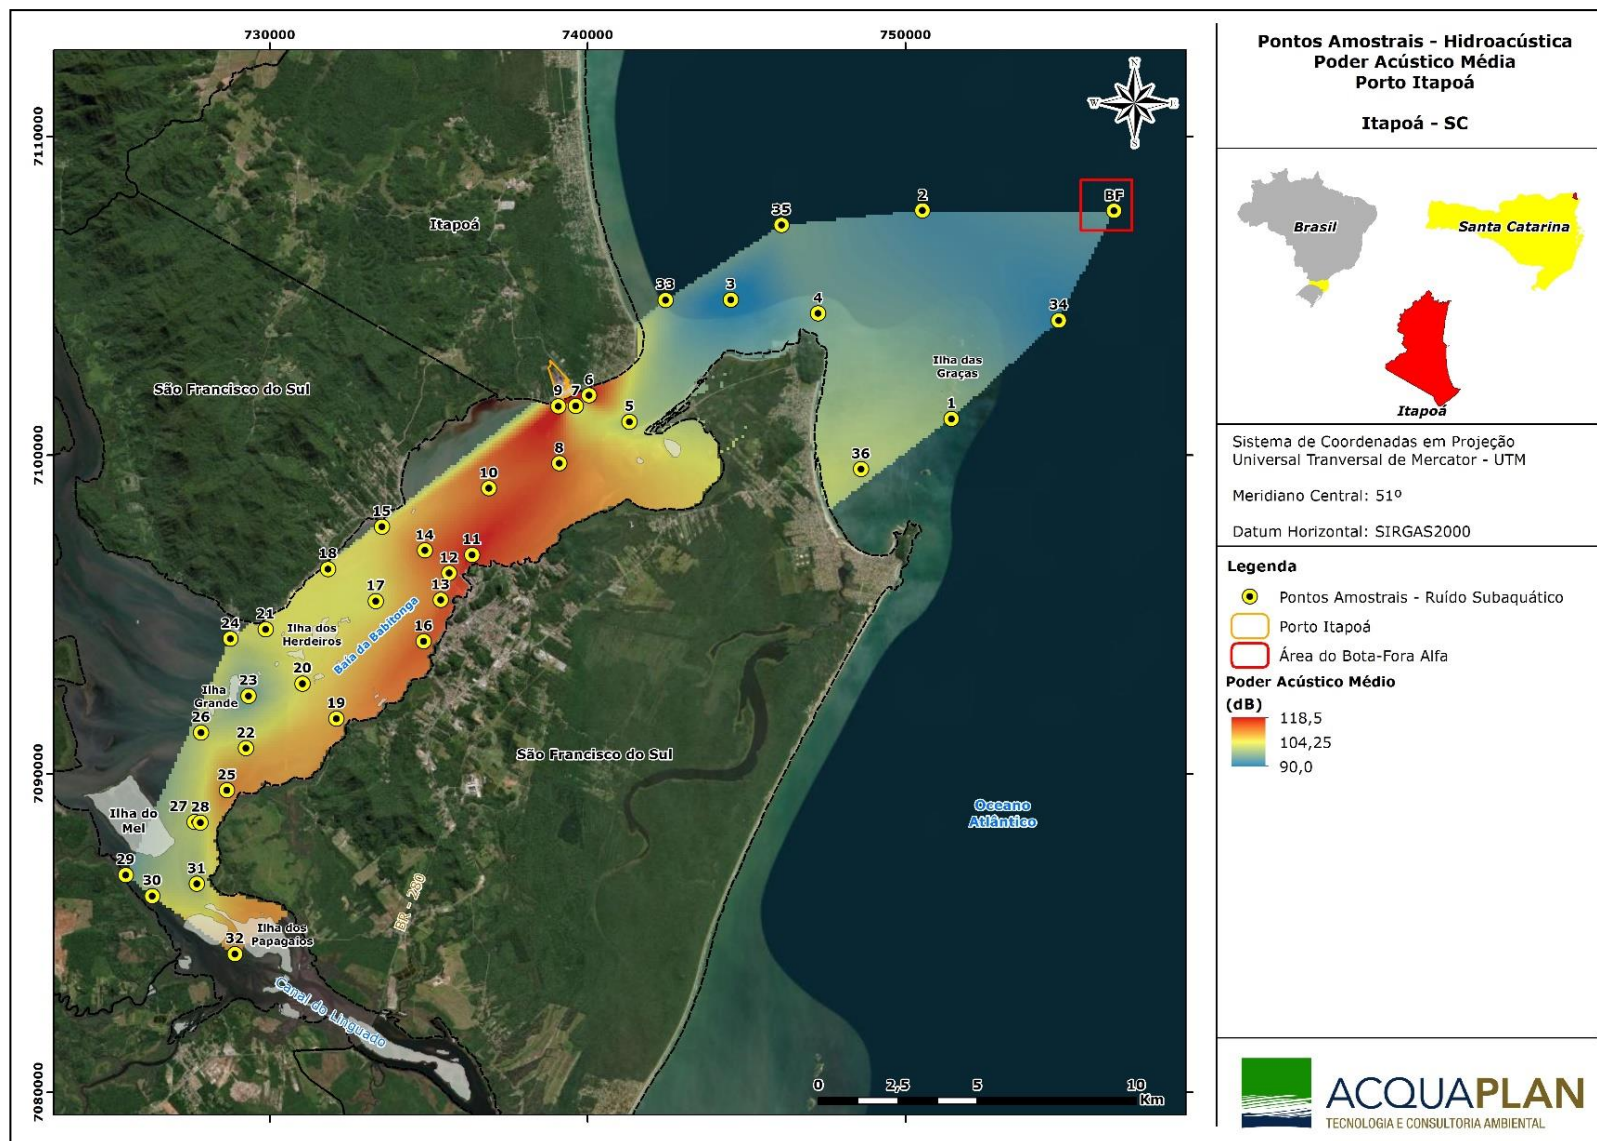 730000
740000
750000
7110000
7100000
7090000
7080000
N
W
E
S
Itapoá
São Francisco do Sul
35
2
BF
33
3
4
34
Ilha das
Graças
1
36
6
9
7
5
8
10
15
14
11
18
12
17
13
21
24
Ilha dos
Herdeiros
Baía da Babitonga
16
20
23
Ilha
Grande
19
26
22
25
27
28
Ilha do
Mel
29
31
30
Ilha dos
Papagaios
32
Canal do Linguado
BR - 280
São Francisco do Sul
Oceano
Atlântico
0
2,5
5
10
Km
Pontos Amostrais - Hidroacústica
Poder Acústico Média
Porto Itapoá
Itapoá - SC
Brasil
Santa Catarina
Itapoá
Sistema de Coordenadas em Projeção
Universal Tranversal de Mercator - UTM
Meridiano Central: 51º
Datum Horizontal: SIRGAS2000
Legenda
Pontos Amostrais - Ruído Subaquático
Porto Itapoá
Área do Bota-Fora Alfa
Poder Acústico Médio
(dB)
118,5
104,25
90,0
ACQUAPLAN
TECNOLOGIA E CONSULTORIA AMBIENTAL